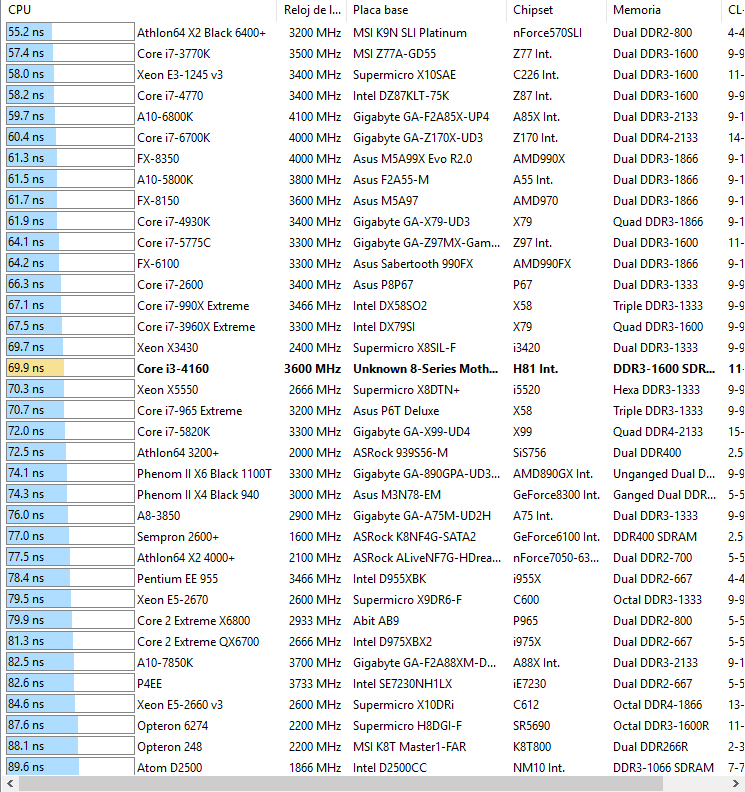 CPU Reloj de l... Placa base Chipset Memoria CL-
55.2 ns Athlon64 X2 Black 6400+ 3200 MHz MSI K9N SLI Platinum nForce570SLI Dual DDR2-800 4-4
57.4 ns Core i7-3770K 3500 MHz MSI Z77A-GD55 Z77 Int. Dual DDR3-1600 9-9
58.0 ns Xeon E3-1245 v3 3400 MHz Supermicro X10SAE C226 Int. Dual DDR3-1600 11-
58.2 ns Core i7-4770 3400 MHz Intel DZ87KLT-75K Z87 Int. Dual DDR3-1600 9-9
59.7 ns A10-6800K 4100 MHz Gigabyte GA-F2A85X-UP4 A85X Int. Dual DDR3-2133 9-1
60.4 ns Core i7-6700K 4000 MHz Gigabyte GA-Z170X-UD3 Z170 Int. Dual DDR4-2133 14-
61.3 ns FX-8350 4000 MHz Asus M5A99X Evo R2.0 AMD990X Dual DDR3-1866 9-1
61.5 ns A10-5800K 3800 MHz Asus F2A55-M A55 Int. Dual DDR3-1866 9-1
61.7 ns FX-8150 3600 MHz Asus M5A97 AMD970 Dual DDR3-1866 9-1
61.9 ns Core i7-4930K 3400 MHz Gigabyte GA-X79-UD3 X79 Quad DDR3-1866 9-1
64.1 ns Core i7-5775C 3300 MHz Gigabyte GA-Z97MX-Gam... Z97 Int. Dual DDR3-1600 11-
64.2 ns FX-6100 3300 MHz Asus Sabertooth 990FX AMD990FX Dual DDR3-1866 9-1
66.3 ns Core i7-2600 3400 MHz Asus P8P67 P67 Dual DDR3-1333 9-9
67.1 ns Core i7-990X Extreme 3466 MHz Intel DX58SO2 X58 Triple DDR3-1333 9-9
67.5 ns Core i7-3960X Extreme 3300 MHz Intel DX79SI X79 Quad DDR3-1600 9-9
69.7 ns Xeon X3430 2400 MHz Supermicro X8SIL-F i3420 Dual DDR3-1333 9-9
69.9 ns Core i3-4160 3600 MHz Unknown 8-Series Moth... H81 Int. DDR3-1600 SDR... 11-
70.3 ns Xeon X5550 2666 MHz Supermicro X8DTN+ i5520 Hexa DDR3-1333 9-9
70.7 ns Core i7-965 Extreme 3200 MHz Asus P6T Deluxe X58 Triple DDR3-1333 9-9
72.0 ns Core i7-5820K 3300 MHz Gigabyte GA-X99-UD4 X99 Quad DDR4-2133 15-
72.5 ns Athlon64 3200+ 2000 MHz ASRock 939S56-M SiS756 Dual DDR400 2.5
74.1 ns Phenom II X6 Black 1100T 3300 MHz Gigabyte GA-890GPA-UD3... AMD890GX Int. Unganged Dual D... 9-9
74.3 ns Phenom II X4 Black 940 3000 MHz Asus M3N78-EM GeForce8300 Int. Ganged Dual DDR... 5-5
76.0 ns A8-3850 2900 MHz Gigabyte GA-A75M-UD2H A75 Int. Dual DDR3-1333 9-9
77.0 ns Sempron 2600+ 1600 MHz ASRock K8NF4G-SATA2 GeForce6100 Int. DDR400 SDRAM 2.5
77.5 ns Athlon64 X2 4000+ 2100 MHz ASRock ALiveNF7G-HDrea... nForce7050-63... Dual DDR2-700 5-5
78.4 ns Pentium EE 955 3466 MHz Intel D955XBK i955X Dual DDR2-667 4-4
79.5 ns Xeon E5-2670 2600 MHz Supermicro X9DR6-F C600 Octal DDR3-1333 9-9
79.9 ns Core 2 Extreme X6800 2933 MHz Abit AB9 P965 Dual DDR2-800 5-5
81.3 ns Core 2 Extreme QX6700 2666 MHz Intel D975XBX2 i975X Dual DDR2-667 5-5
82.5 ns A10-7850K 3700 MHz Gigabyte GA-F2A88XM-D... A88X Int. Dual DDR3-2133 9-1
82.6 ns P4EE 3733 MHz Intel SE7230NH1LX iE7230 Dual DDR2-667 5-5
84.6 ns Xeon E5-2660 v3 2600 MHz Supermicro X10DRi C612 Octal DDR4-1866 13-
87.6 ns Opteron 6274 2200 MHz Supermicro H8DGI-F SR5690 Octal DDR3-1600R 11-
88.1 ns Opteron 248 2200 MHz MSI K8T Master1-FAR K8T800 Dual DDR266R 2-3
89.6 ns Atom D2500 1866 MHz Intel D2500CC NM10 Int. DDR3-1066 SDRAM 7-7